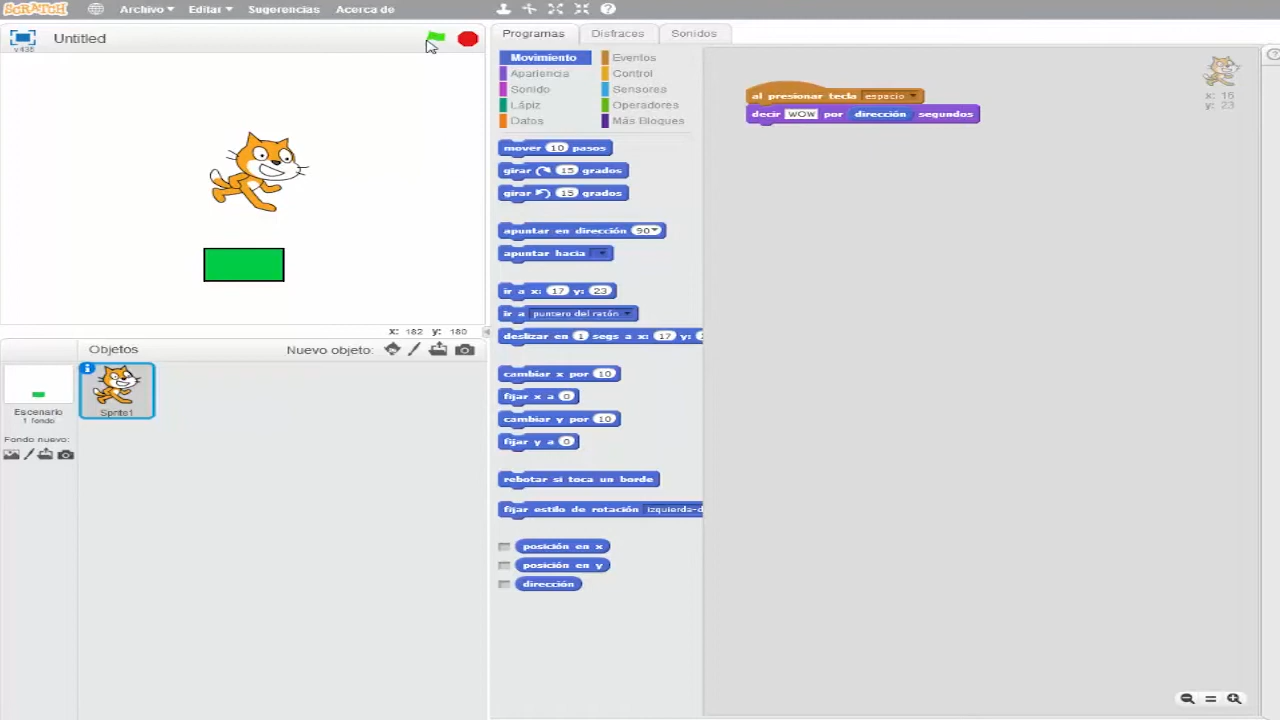 SCRATCH Archivo Editar Sugerencias Acerca de
v435 Untitled
Programas Disfraces Sonidos
Movimiento Eventos
Apariencia Control
Sonido Sensores
Lápiz Operadores
Datos Más Bloques
al presionar tecla espacio
decir WOW por dirección segundos
x: 16
y: 23
mover 10 pasos
girar 15 grados
girar 15 grados
apuntar en dirección 90
apuntar hacia
ir a x: 17 y: 23
ir a puntero del ratón
deslizar en 1 segs a x: 17 y:
cambiar x por 10
fijar x a 0
cambiar y por 10
fijar y a 0
rebotar si toca un borde
fijar estilo de rotación izquierda-d
posición en x
posición en y
dirección
x: 182 y: 180
Objetos Nuevo objeto:
Sprite1
Escenario
1 fondo
Fondo nuevo: